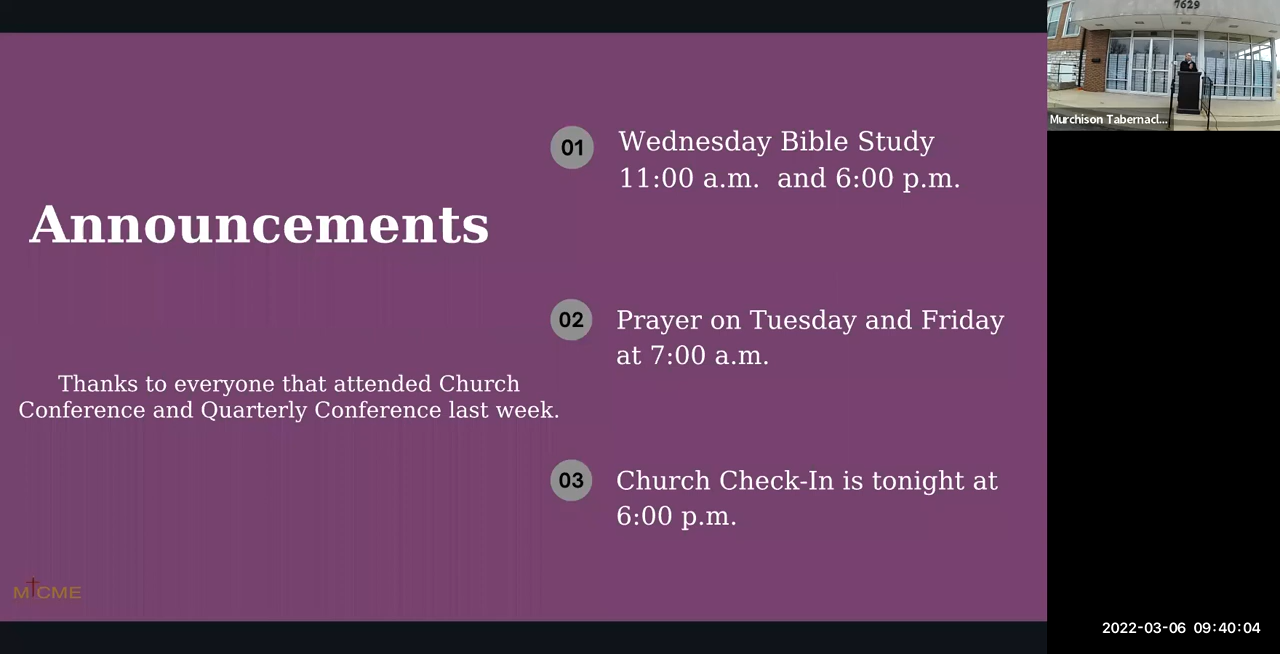 Announcements
Thanks to everyone that attended Church
Conference and Quarterly Conference last week.
01
Wednesday Bible Study
11:00 a.m. and 6:00 p.m.
02
Prayer on Tuesday and Friday
at 7:00 a.m.
03
Church Check-In is tonight at
6:00 p.m.
M†CME
7629
Murchison Tabernacl...
2022-03-06 09:40:04